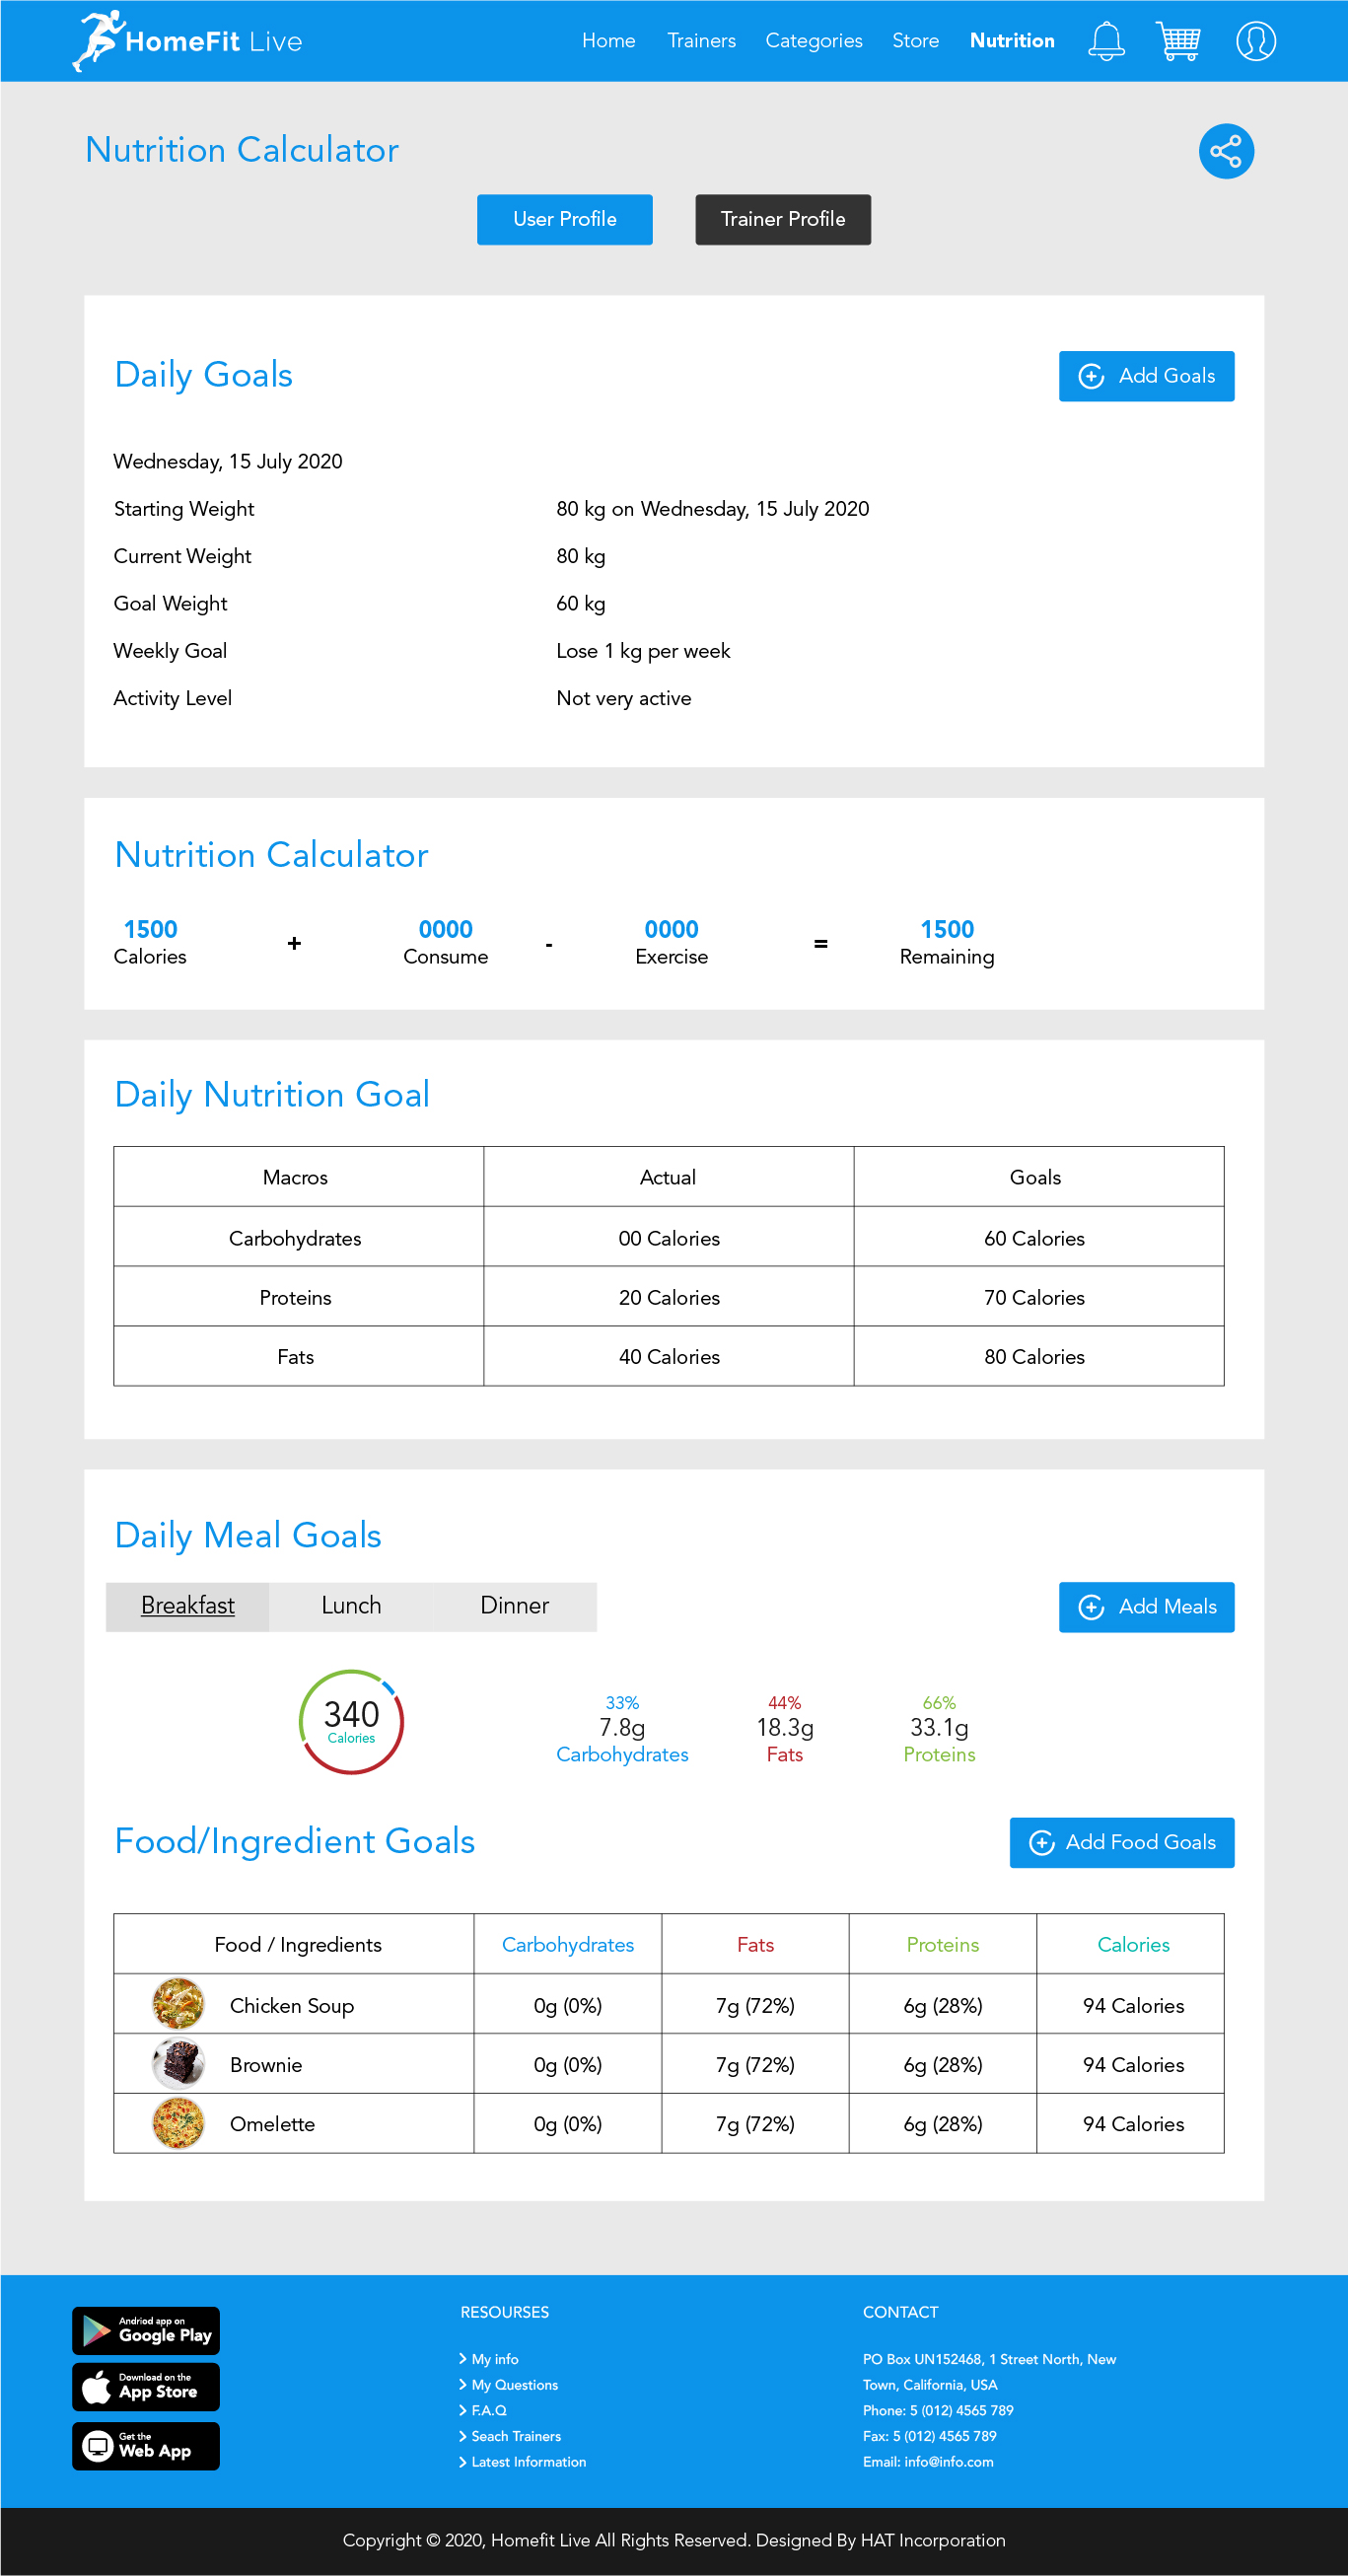 HomeFit Live
Home Trainers Categories Store Nutrition
Nutrition Calculator
User Profile Trainer Profile
Daily Goals
Add Goals
Wednesday, 15 July 2020
Starting Weight 80 kg on Wednesday, 15 July 2020
Current Weight 80 kg
Goal Weight 60 kg
Weekly Goal Lose 1 kg per week
Activity Level Not very active
Nutrition Calculator
1500 + 0000 - 0000 = 1500
Calories Consume Exercise Remaining
Daily Nutrition Goal
Macros Actual Goals
Carbohydrates 00 Calories 60 Calories
Proteins 20 Calories 70 Calories
Fats 40 Calories 80 Calories
Daily Meal Goals
Breakfast Lunch Dinner Add Meals
340
Calories
33% 44% 66%
7.8g 18.3g 33.1g
Carbohydrates Fats Proteins
Food/Ingredient Goals
Add Food Goals
Food / Ingredients Carbohydrates Fats Proteins Calories
Chicken Soup 0g (0%) 7g (72%) 6g (28%) 94 Calories
Brownie 0g (0%) 7g (72%) 6g (28%) 94 Calories
Omelette 0g (0%) 7g (72%) 6g (28%) 94 Calories
Andriod app on
Google Play
Download on the
App Store
Get the
Web App
RESOURSES
My info
My Questions
F.A.Q
Seach Trainers
Latest Information
CONTACT
PO Box UN152468, 1 Street North, New
Town, California, USA
Phone: 5 (012) 4565 789
Fax: 5 (012) 4565 789
Email: info@info.com
Copyright © 2020, Homefit Live All Rights Reserved. Designed By HAT Incorporation